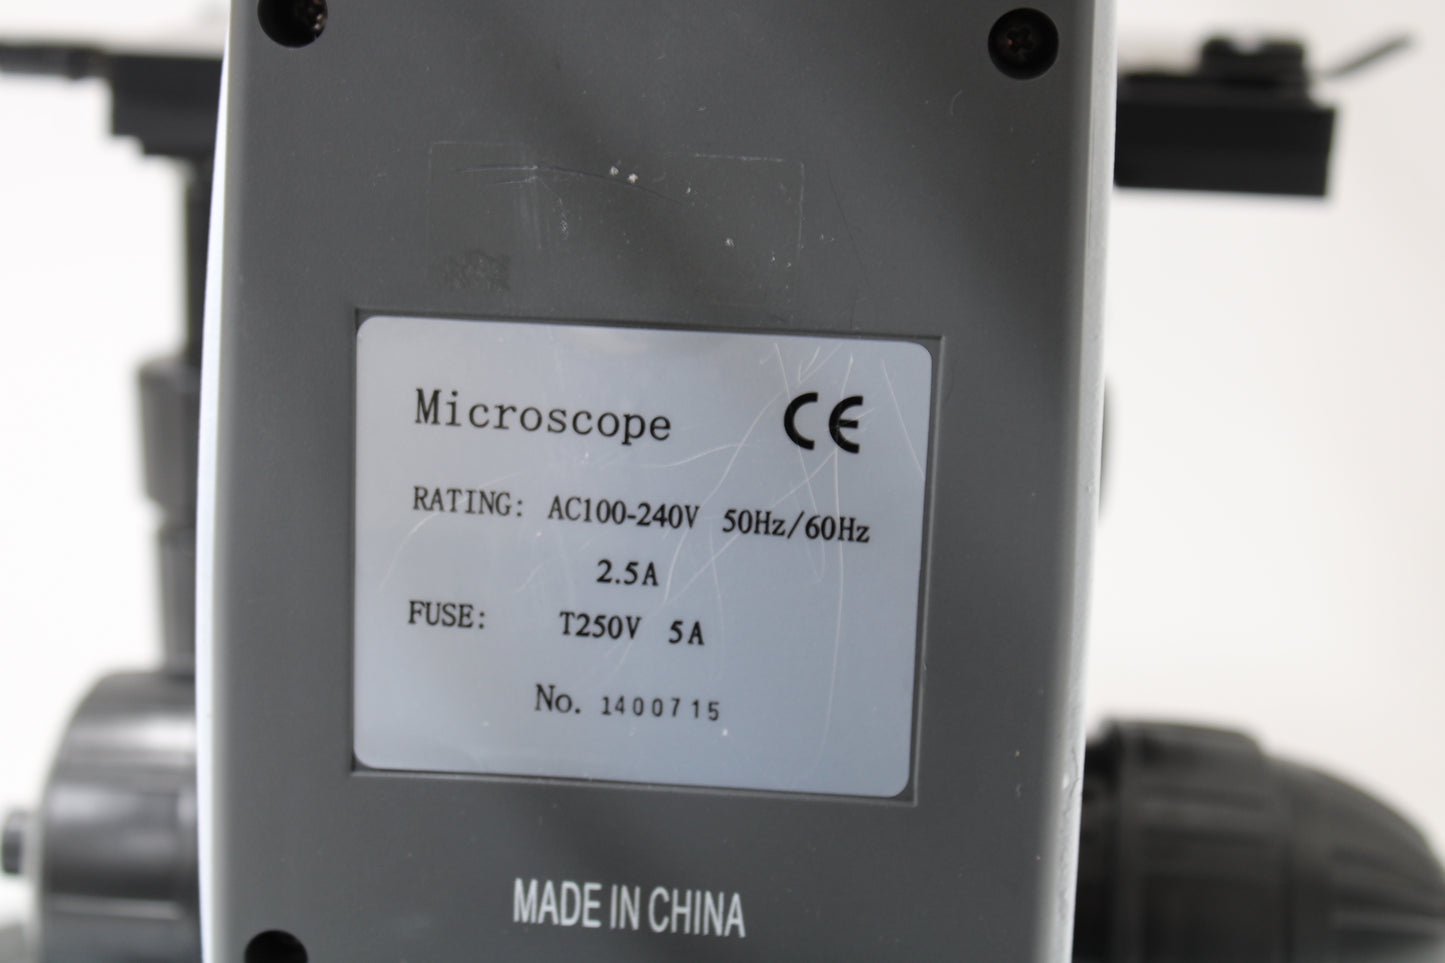 Microscope CE
RATING: AC100-240V 50Hz/60Hz
2.5A
FUSE: T250V 5A
No. 1400715
MADE IN CHINA